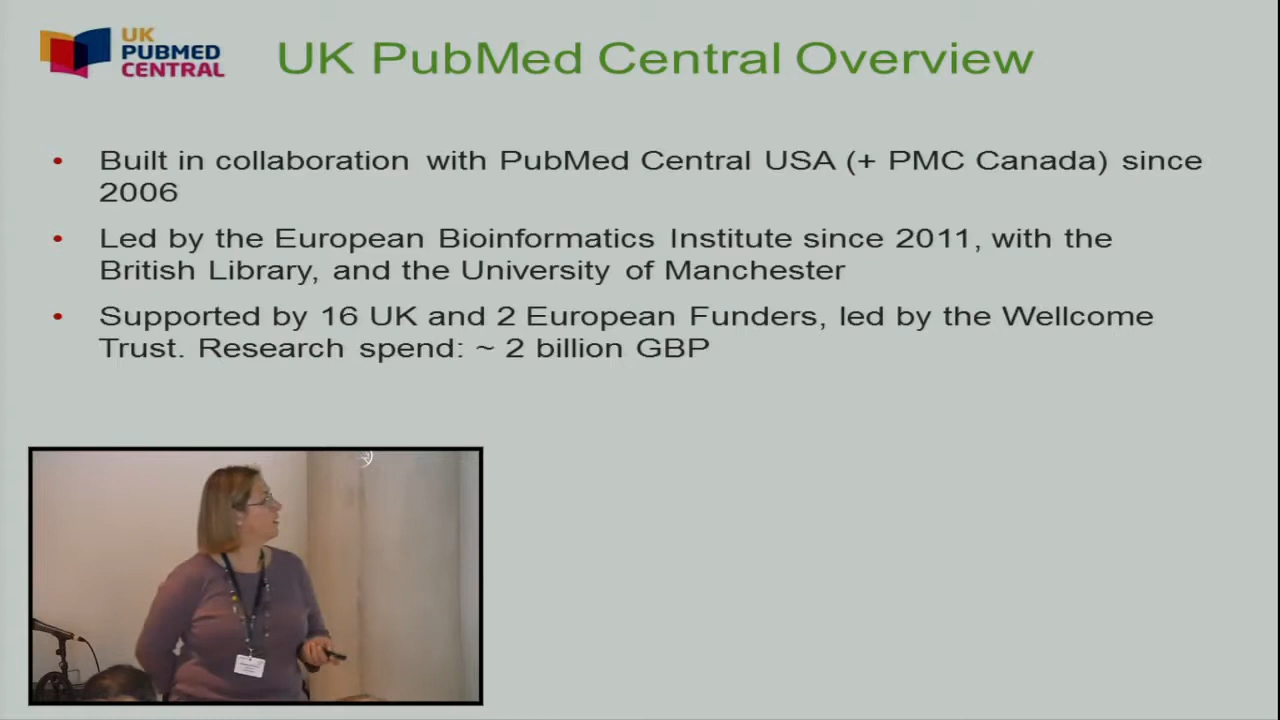 UK
PUBMED
CENTRAL
UK PubMed Central Overview
• Built in collaboration with PubMed Central USA (+ PMC Canada) since
2006
• Led by the European Bioinformatics Institute since 2011, with the
British Library, and the University of Manchester
• Supported by 16 UK and 2 European Funders, led by the Wellcome
Trust. Research spend: ~ 2 billion GBP